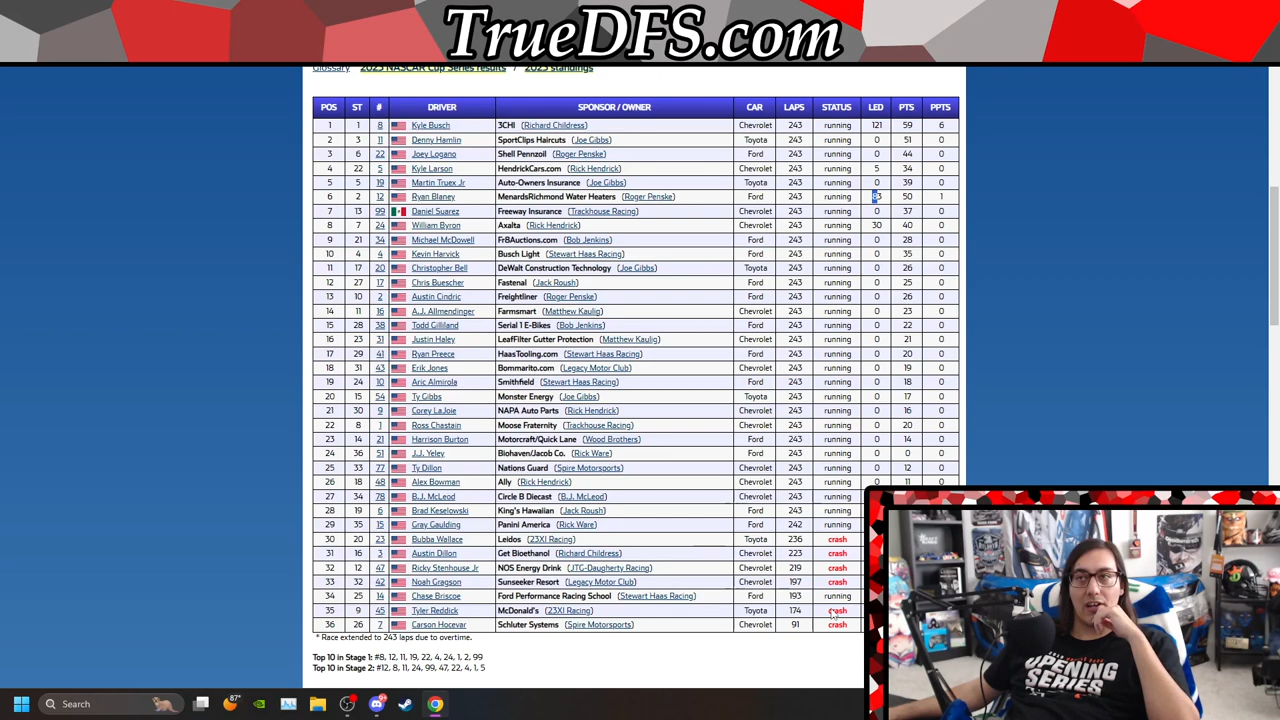 TrueDFS.com
Glossary 2023 NASCAR Cup Series results / 2023 standings
POS ST # DRIVER SPONSOR / OWNER CAR LAPS STATUS LED PTS PPTS
1 1 8 Kyle Busch 3CHI (Richard Childress) Chevrolet 243 running 121 59 6
2 3 11 Denny Hamlin SportClips Haircuts (Joe Gibbs) Toyota 243 running 0 51 0
3 6 22 Joey Logano Shell Pennzoil (Roger Penske) Ford 243 running 0 44 0
4 22 5 Kyle Larson HendrickCars.com (Rick Hendrick) Chevrolet 243 running 5 34 0
5 5 19 Martin Truex Jr Auto-Owners Insurance (Joe Gibbs) Toyota 243 running 0 39 0
6 2 12 Ryan Blaney MenardsRichmond Water Heaters (Roger Penske) Ford 243 running 83 50 1
7 13 99 Daniel Suarez Freeway Insurance (Trackhouse Racing) Chevrolet 243 running 0 37 0
8 7 24 William Byron Axalta (Rick Hendrick) Chevrolet 243 running 30 40 0
9 21 34 Michael McDowell Fr8Auctions.com (Bob Jenkins) Ford 243 running 0 28 0
10 4 4 Kevin Harvick Busch Light (Stewart Haas Racing) Ford 243 running 0 35 0
11 17 20 Christopher Bell DeWalt Construction Technology (Joe Gibbs) Toyota 243 running 0 26 0
12 27 17 Chris Buescher Fastenal (Jack Roush) Ford 243 running 0 25 0
13 10 2 Austin Cindric Freightliner (Roger Penske) Ford 243 running 0 26 0
14 11 16 A.J. Allmendinger Farmsmart (Matthew Kaulig) Chevrolet 243 running 0 23 0
15 28 38 Todd Gilliland Serial 1 E-Bikes (Bob Jenkins) Ford 243 running 0 22 0
16 23 31 Justin Haley LeafFilter Gutter Protection (Matthew Kaulig) Chevrolet 243 running 0 21 0
17 29 41 Ryan Preece HaasTooling.com (Stewart Haas Racing) Ford 243 running 0 20 0
18 31 43 Erik Jones Bommarito.com (Legacy Motor Club) Chevrolet 243 running 0 19 0
19 24 10 Aric Almirola Smithfield (Stewart Haas Racing) Ford 243 running 0 18 0
20 15 54 Ty Gibbs Monster Energy (Joe Gibbs) Toyota 243 running 0 17 0
21 30 9 Corey LaJoie NAPA Auto Parts (Rick Hendrick) Chevrolet 243 running 0 16 0
22 8 1 Ross Chastain Moose Fraternity (Trackhouse Racing) Chevrolet 243 running 0 20 0
23 14 21 Harrison Burton Motorcraft/Quick Lane (Wood Brothers) Ford 243 running 0 14 0
24 36 51 J.J. Yeley Biohaven/Jacob Co. (Rick Ware) Ford 243 running 0 0 0
25 33 77 Ty Dillon Nations Guard (Spire Motorsports) Chevrolet 243 running 0 12 0
26 18 48 Alex Bowman Ally (Rick Hendrick) Chevrolet 243 running 0 11 0
27 34 78 B.J. McLeod Circle B Diecast (B.J. McLeod) Chevrolet 243 running
28 19 6 Brad Keselowski King's Hawaiian (Jack Roush) Ford 243 running
29 35 15 Gray Gaulding Panini America (Rick Ware) Ford 242 running
30 20 23 Bubba Wallace Leidos (23XI Racing) Toyota 236 crash
31 16 3 Austin Dillon Get Bioethanol (Richard Childress) Chevrolet 223 crash
32 12 47 Ricky Stenhouse Jr NOS Energy Drink (JTG-Daugherty Racing) Chevrolet 219 crash
33 32 42 Noah Gragson Sunseeker Resort (Legacy Motor Club) Chevrolet 197 crash
34 25 14 Chase Briscoe Ford Performance Racing School (Stewart Haas Racing) Ford 193 running
35 9 45 Tyler Reddick McDonald's (23XI Racing) Toyota 174 crash
36 26 7 Carson Hocevar Schluter Systems (Spire Motorsports) Chevrolet 91 crash
* Race extended to 243 laps due to overtime.
Top 10 in Stage 1: #8, 12, 11, 19, 22, 4, 24, 1, 2, 99
Top 10 in Stage 2: #12, 8, 11, 24, 99, 47, 22, 4, 1, 5
OPENING
SERIES
Search
87°